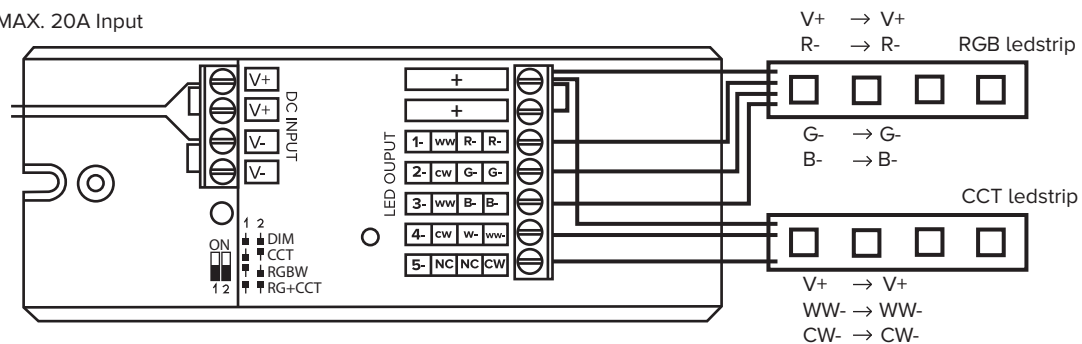 MAX. 20A Input
V+ → V+
R- → R-
RGB ledstrip
G- → G-
B- → B-
V+
V+
V-
V-
DC INPUT
ON
1 2
1 2
DIM
CCT
RGBW
RG+CCT
LED OUPUT
+
+
1- ww R- R-
2- cw G- G-
3- ww B- B-
4- cw w- ww-
5- NC NC CW
CCT ledstrip
V+ → V+
WW- → WW-
CW- → CW-